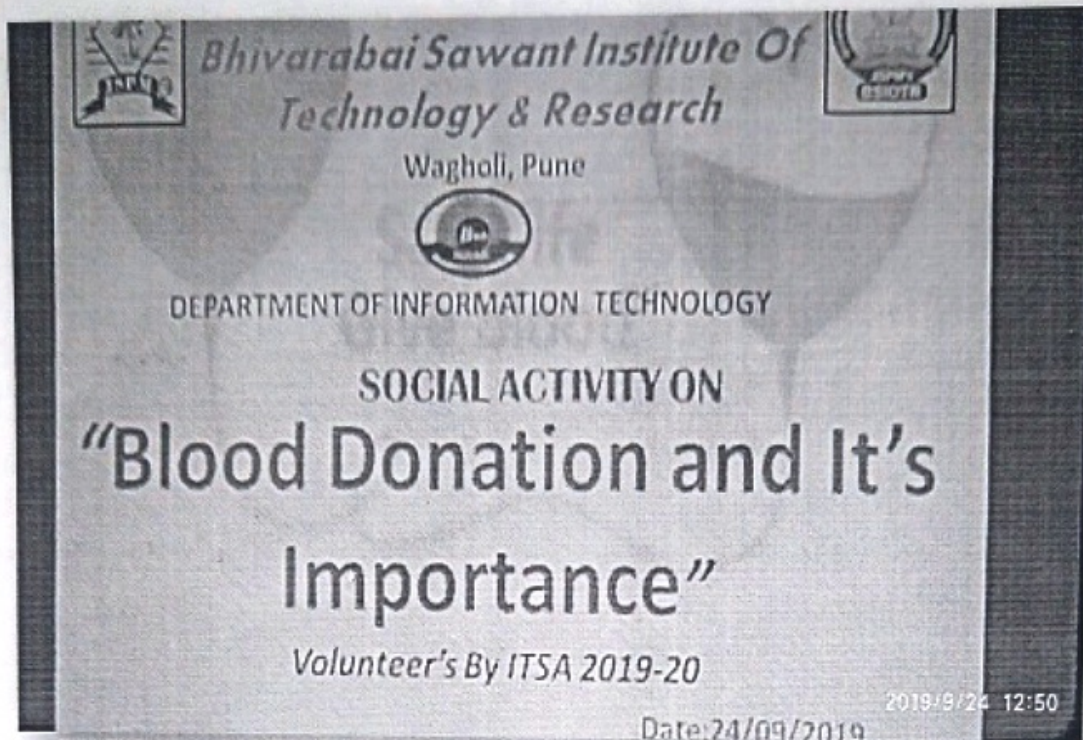 Bhivarabai Sawant Institute Of
Technology & Research
BSIOTR
Wagholi, Pune
DEPARTMENT OF INFORMATION TECHNOLOGY
SOCIAL ACTIVITY ON
“Blood Donation and It’s
Importance”
Volunteer’s By ITSA 2019-20
2019/9/24 12:50
Date:24/09/2019